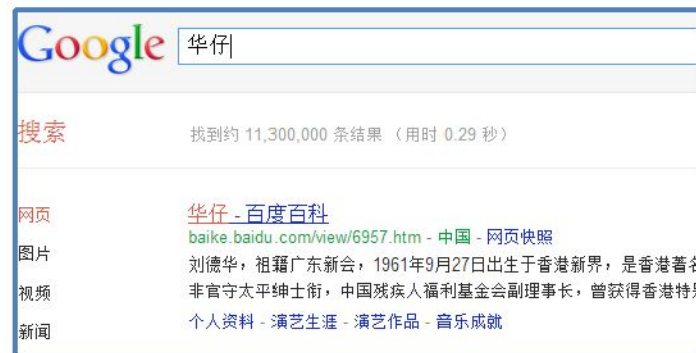 Google 华仔
搜索 找到约 11,300,000 条结果 （用时 0.29 秒）
网页
图片
视频
新闻
华仔 - 百度百科
baike.baidu.com/view/6957.htm - 中国 - 网页快照
刘德华，祖籍广东新会，1961年9月27日出生于香港新界，是香港著名
非官守太平绅士衔，中国残疾人福利基金会副理事长，曾获得香港特别
个人资料 - 演艺生涯 - 演艺作品 - 音乐成就